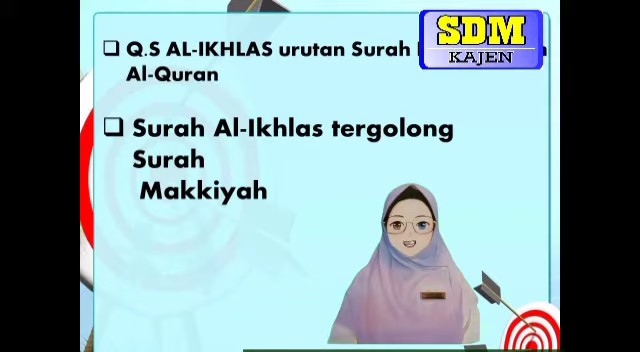 Q.S AL-IKHLAS urutan Surah
Al-Quran
Surah Al-Ikhlas tergolong
Surah
Makkiyah
SDM
KAJEN